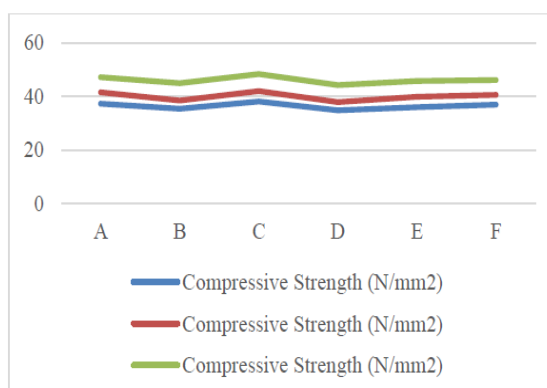 60
40
20
0
A B C D E F
Compressive Strength (N/mm2)
Compressive Strength (N/mm2)
Compressive Strength (N/mm2)